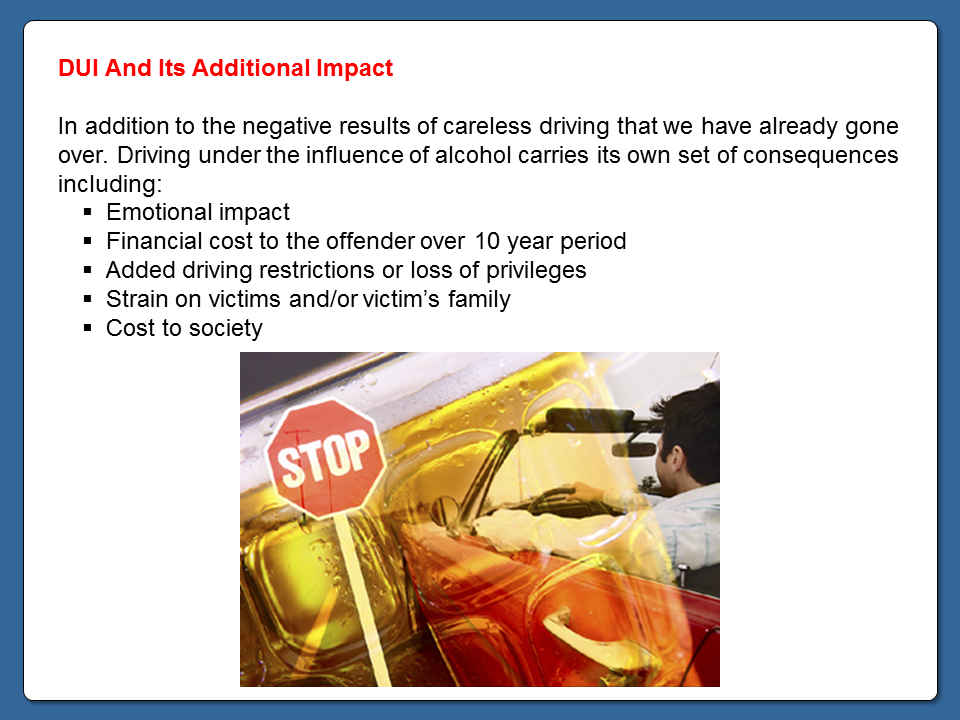 DUI And Its Additional Impact
In addition to the negative results of careless driving that we have already gone
over. Driving under the influence of alcohol carries its own set of consequences
including:
▪ Emotional impact
▪ Financial cost to the offender over 10 year period
▪ Added driving restrictions or loss of privileges
▪ Strain on victims and/or victim’s family
▪ Cost to society
STOP